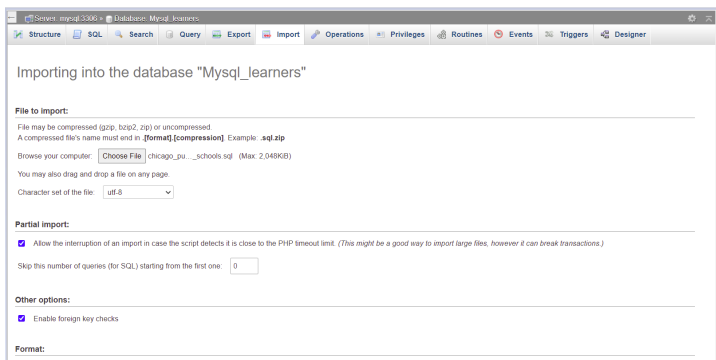 Server: mysql:3306 » Database: Mysql_learners
Structure SQL Search Query Export Import Operations Privileges Routines Events Triggers Designer
Importing into the database "Mysql_learners"
File to import:
File may be compressed (gzip, bzip2, zip) or uncompressed.
A compressed file's name must end in .[format].[compression]. Example: .sql.zip
Browse your computer: Choose File chicago_pu..._schools.sql (Max: 2,048KiB)
You may also drag and drop a file on any page.
Character set of the file: utf-8
Partial import:
Allow the interruption of an import in case the script detects it is close to the PHP timeout limit. (This might be a good way to import large files, however it can break transactions.)
Skip this number of queries (for SQL) starting from the first one: 0
Other options:
Enable foreign key checks
Format: